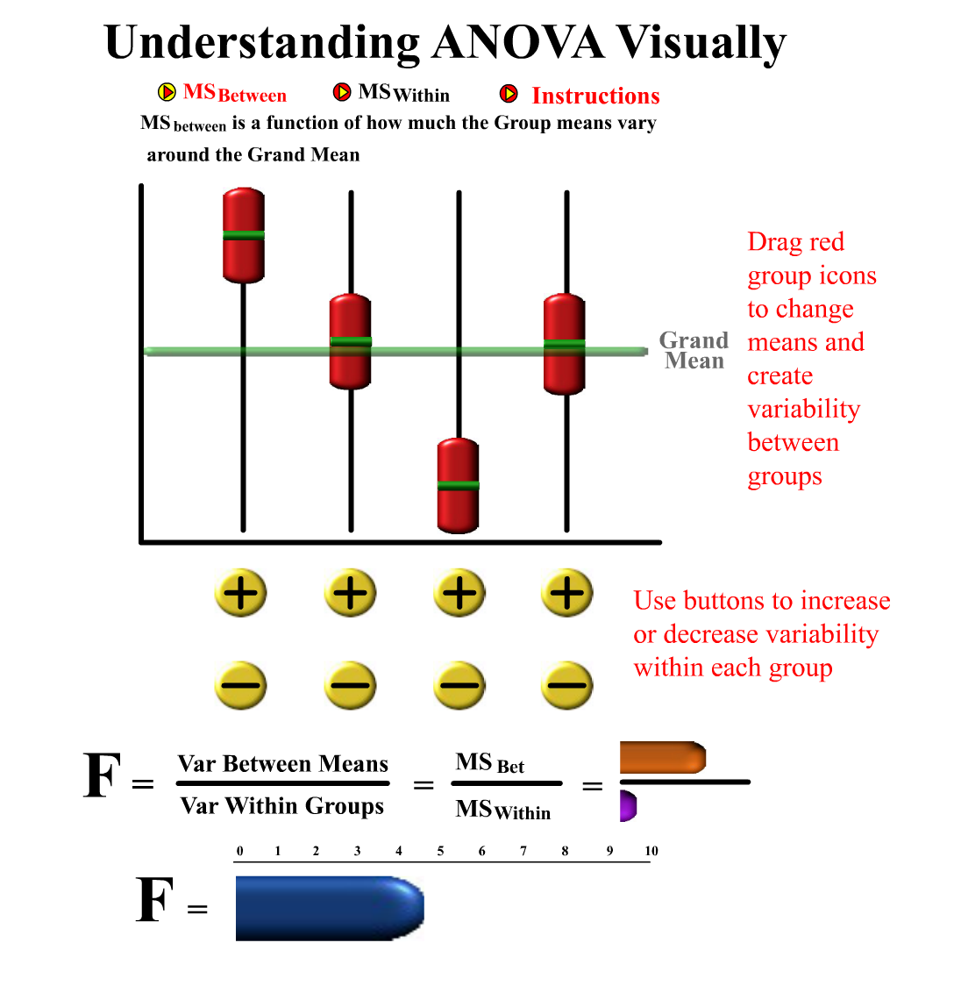 Understanding ANOVA Visually
MSBetween MSWithin Instructions
MSbetween is a function of how much the Group means vary
around the Grand Mean
Grand
Mean
Drag red
group icons
to change
means and
create
variability
between
groups
+ + + +
Use buttons to increase
or decrease variability
within each group
− − − −
F = Var Between Means = MS Bet =
Var Within Groups MSWithin
0 1 2 3 4 5 6 7 8 9 10
F =